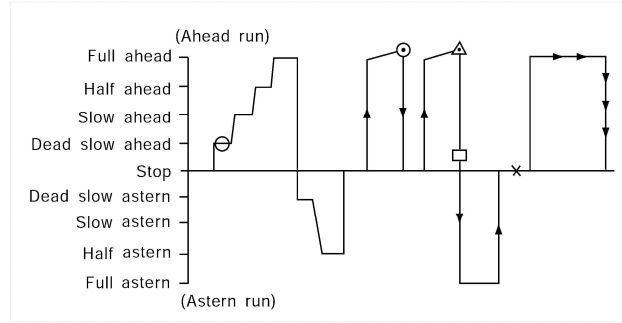 (Ahead run)
Full ahead
Half ahead
Slow ahead
Dead slow ahead
Stop
Dead slow astern
Slow astern
Half astern
Full astern
(Astern run)